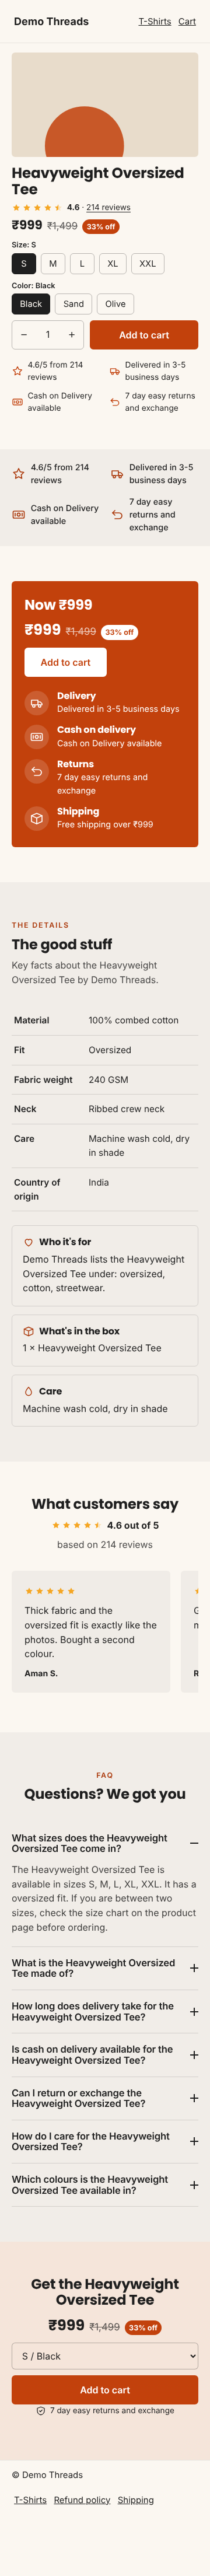 Demo Threads
T-Shirts Cart
Heavyweight Oversized
Tee
4.6 · 214 reviews
₹999 ₹1,499 33% off
Size: S
S M L XL XXL
Color: Black
Black Sand Olive
− 1 + Add to cart
4.6/5 from 214
reviews
Delivered in 3-5
business days
Cash on Delivery
available
7 day easy returns
and exchange
4.6/5 from 214
reviews
Delivered in 3-5
business days
Cash on Delivery
available
7 day easy
returns and
exchange
Now ₹999
₹999 ₹1,499 33% off
Add to cart
Delivery
Delivered in 3-5 business days
Cash on delivery
Cash on Delivery available
Returns
7 day easy returns and
exchange
Shipping
Free shipping over ₹999
THE DETAILS
The good stuff
Key facts about the Heavyweight
Oversized Tee by Demo Threads.
Material 100% combed cotton
Fit Oversized
Fabric weight 240 GSM
Neck Ribbed crew neck
Care Machine wash cold, dry
in shade
Country of
origin
India
Who it's for
Demo Threads lists the Heavyweight
Oversized Tee under: oversized,
cotton, streetwear.
What's in the box
1 × Heavyweight Oversized Tee
Care
Machine wash cold, dry in shade
What customers say
4.6 out of 5
based on 214 reviews
Thick fabric and the
oversized fit is exactly like the
photos. Bought a second
colour.
Aman S.
FAQ
Questions? We got you
What sizes does the Heavyweight
Oversized Tee come in?
The Heavyweight Oversized Tee is
available in sizes S, M, L, XL, XXL. It has a
oversized fit. If you are between two
sizes, check the size chart on the product
page before ordering.
What is the Heavyweight Oversized
Tee made of?
How long does delivery take for the
Heavyweight Oversized Tee?
Is cash on delivery available for the
Heavyweight Oversized Tee?
Can I return or exchange the
Heavyweight Oversized Tee?
How do I care for the Heavyweight
Oversized Tee?
Which colours is the Heavyweight
Oversized Tee available in?
Get the Heavyweight
Oversized Tee
₹999 ₹1,499 33% off
S / Black
Add to cart
7 day easy returns and exchange
© Demo Threads
T-Shirts Refund policy Shipping